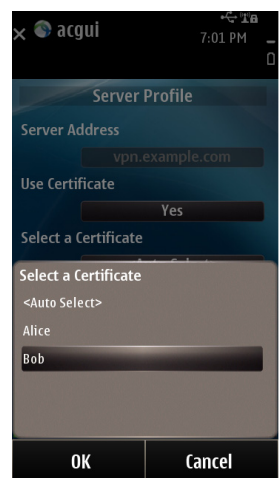 acgui
7:01 PM
Server Profile
Server Address
vpn.example.com
Use Certificate
Yes
Select a Certificate
Select a Certificate
<Auto Select>
Alice
Bob
OK
Cancel